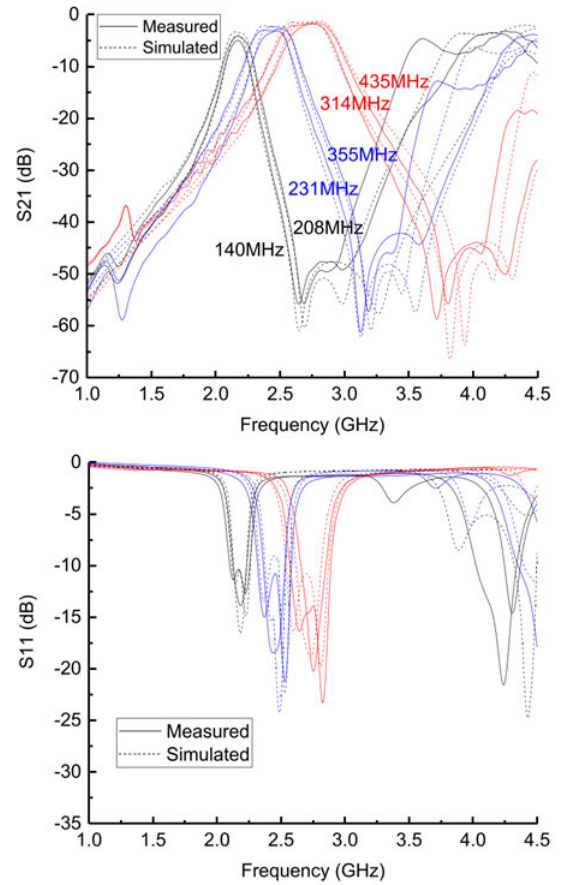 0
-10
-20
-30
-40
-50
-60
-70
S21 (dB)
Measured
Simulated
435MHz
314MHz
355MHz
231MHz
208MHz
140MHz
1.0 1.5 2.0 2.5 3.0 3.5 4.0 4.5
Frequency (GHz)
0
-5
-10
-15
-20
-25
-30
-35
S11 (dB)
Measured
Simulated
1.0 1.5 2.0 2.5 3.0 3.5 4.0 4.5
Frequency (GHz)